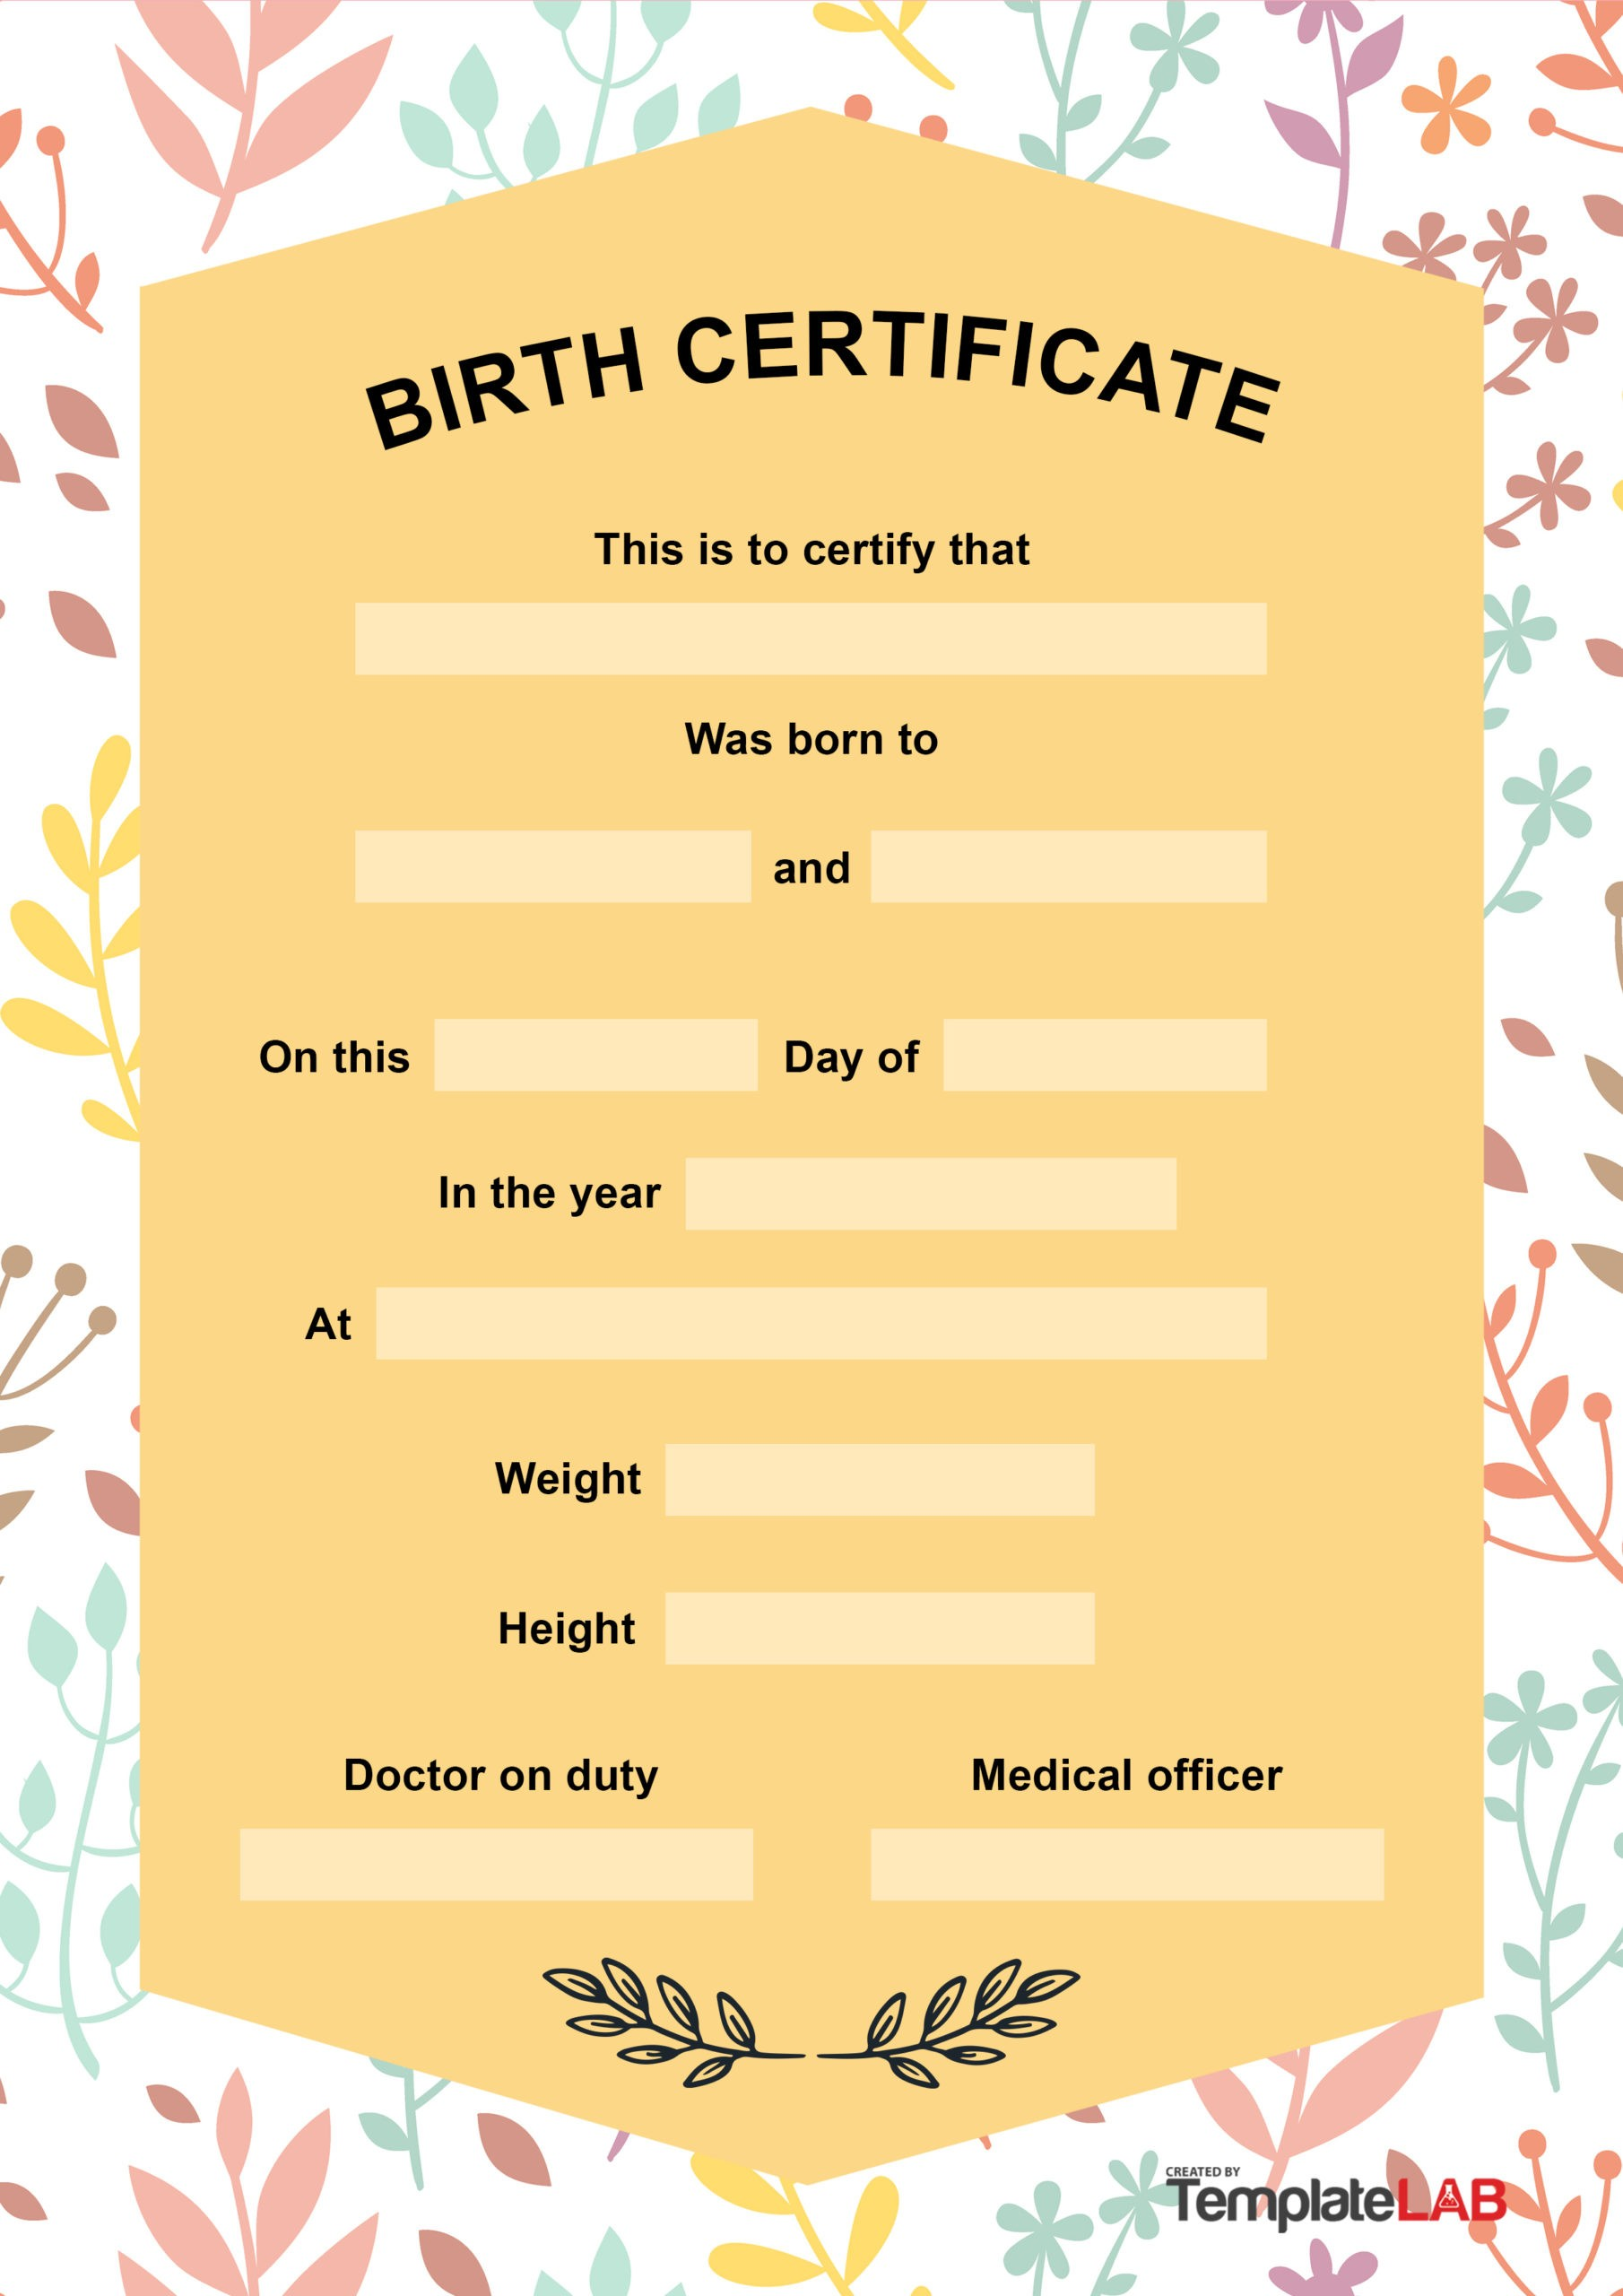 BIRTH CERTIFICATE
This is to certify that
Was born to
and
On this Day of
In the year
At
Weight
Height
Doctor on duty Medical officer
CREATED BY
TemplateLAB